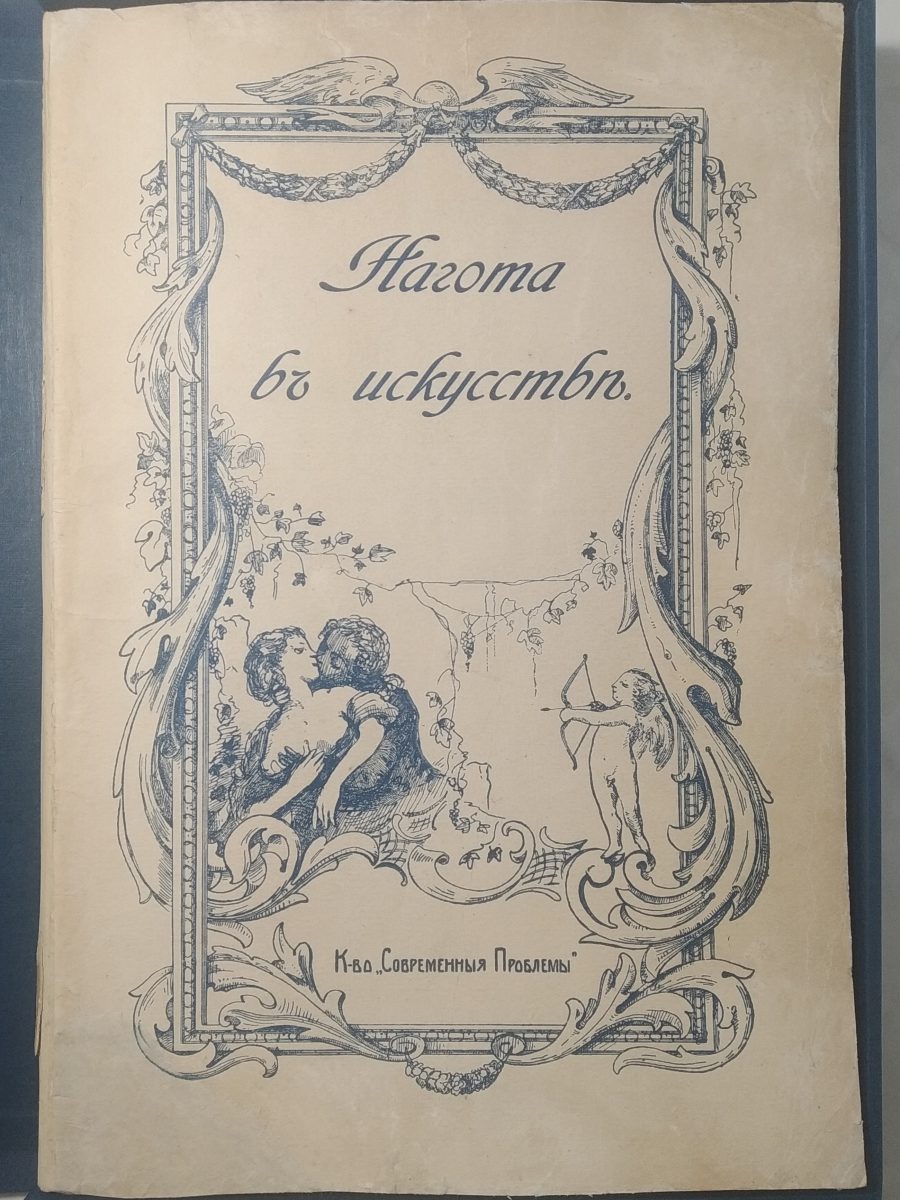 Нагота
въ искусствѣ.
К-во „Современныя Проблемы"